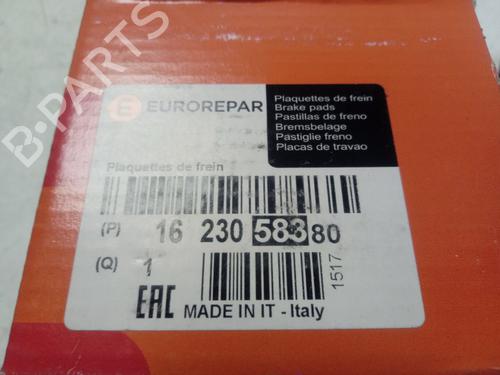 B-PARTS
E EUROREPAR
Plaquettes de frein
Brake pads
Pastillas de freno
Bremsbelage
Pastiglie freno
Placas de travao
Plaquettes de frein
(P) 16 230 583 80
(Q) 1
1517
EAC MADE IN IT - Italy